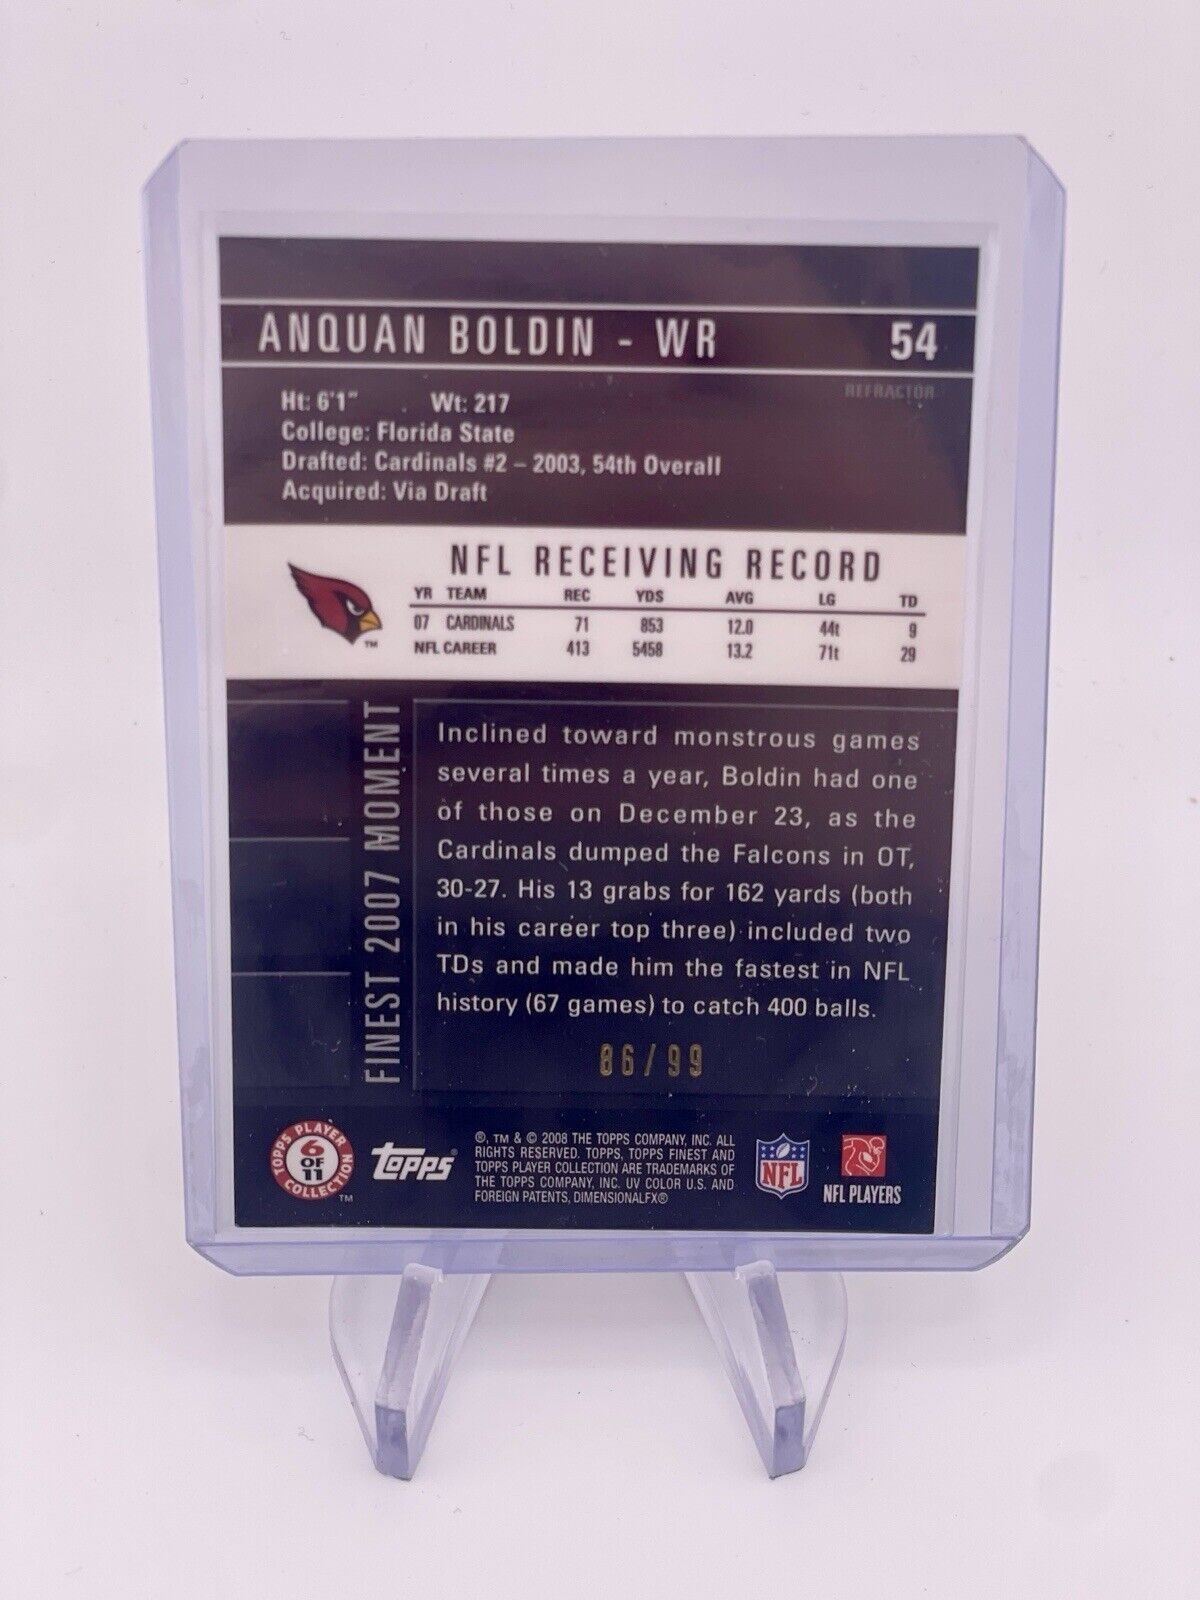 ANQUAN BOLDIN - WR 54
REFRACTOR
Ht: 6'1" Wt: 217
College: Florida State
Drafted: Cardinals #2 – 2003, 54th Overall
Acquired: Via Draft
NFL RECEIVING RECORD
YR TEAM REC YDS AVG LG TD
07 CARDINALS 71 853 12.0 44t 9
NFL CAREER 413 5458 13.2 71t 29
TM
FINEST 2007 MOMENT
Inclined toward monstrous games
several times a year, Boldin had one
of those on December 23, as the
Cardinals dumped the Falcons in OT,
30-27. His 13 grabs for 162 yards (both
in his career top three) included two
TDs and made him the fastest in NFL
history (67 games) to catch 400 balls.
86/99
TOPPS PLAYER COLLECTION
6
OF
11
TM
Topps®
®, TM & © 2008 THE TOPPS COMPANY, INC. ALL
RIGHTS RESERVED. TOPPS, TOPPS FINEST AND
TOPPS PLAYER COLLECTION ARE TRADEMARKS OF
THE TOPPS COMPANY, INC. UV COLOR U.S. AND
FOREIGN PATENTS, DIMENSIONALFX®
NFL
NFL PLAYERS